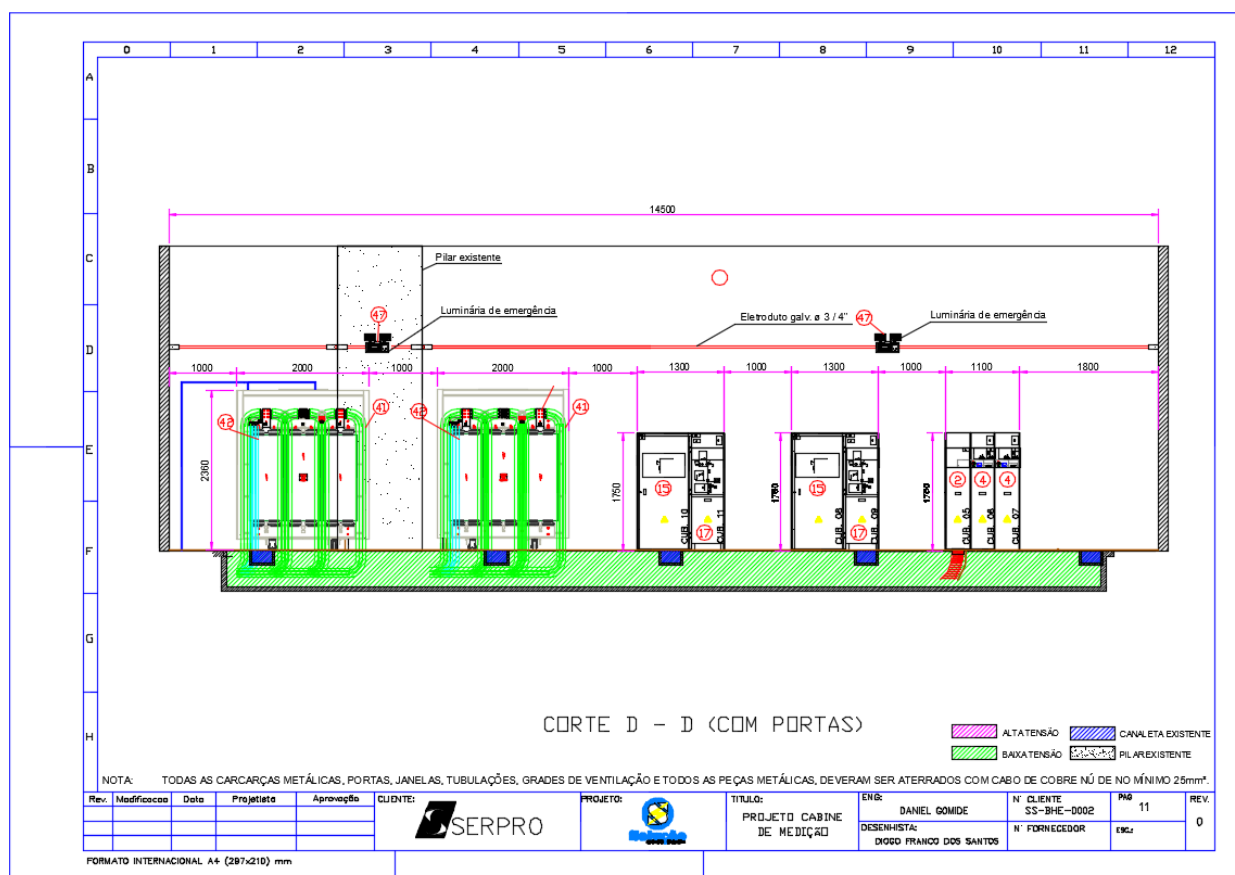 0 1 2 3 4 5 6 7 8 9 10 11 12
A
B
C
D
E
F
G
H
14500
Pilar existente
47
Luminária de emergência
Eletroduto galv. ø 3 / 4"
47
Luminária de emergência
1000 2000 1000 2000 1000 1300 1000 1300 1000 1100 1800
2360
42
41
42
41
1750
15
17
CUB. 10
CUB. 11
1750
15
17
CUB. 08
CUB. 09
1750
2
4
4
CUB. 05
CUB. 06
CUB. 07
CORTE D - D (COM PORTAS)
ALTA TENSÃO
CANALETA EXISTENTE
BAIXA TENSÃO
PILAR EXISTENTE
NOTA: TODAS AS CARCARÇAS METÁLICAS, PORTAS, JANELAS, TUBULAÇÕES, GRADES DE VENTILAÇÃO E TODOS AS PEÇAS METÁLICAS, DEVERAM SER ATERRADOS COM CABO DE COBRE NÚ DE NO MÍNIMO 25mm².
Rev. Modificacao Data Projetista Aprovação
CLIENTE:
SERPRO
PROJETO:
TITULO:
PROJETO CABINE
DE MEDIÇÃO
ENG:
DANIEL GOMIDE
DESENHISTA:
DIOGO FRANCO DOS SANTOS
N° CLIENTE
SS-BHE-D002
N° FORNECEDOR
PAG
11
ESC.:
REV.
0
FORMATO INTERNACIONAL A4 (297x210) mm